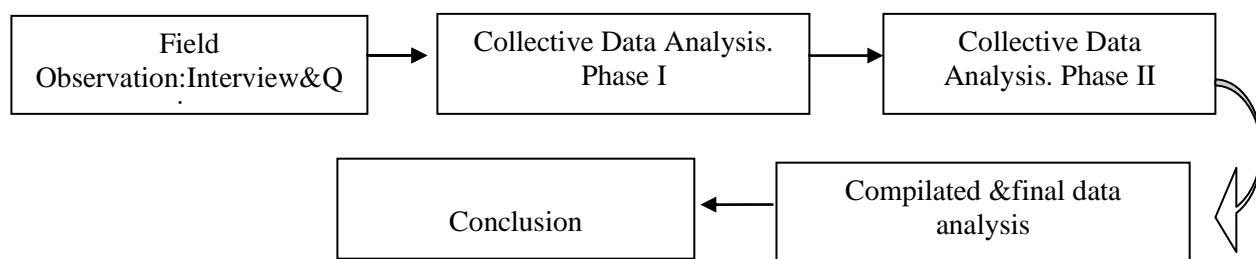 Field
Observation:Interview&Q
.
Collective Data Analysis.
Phase I
Collective Data
Analysis. Phase II
Compilated &final data
analysis
Conclusion